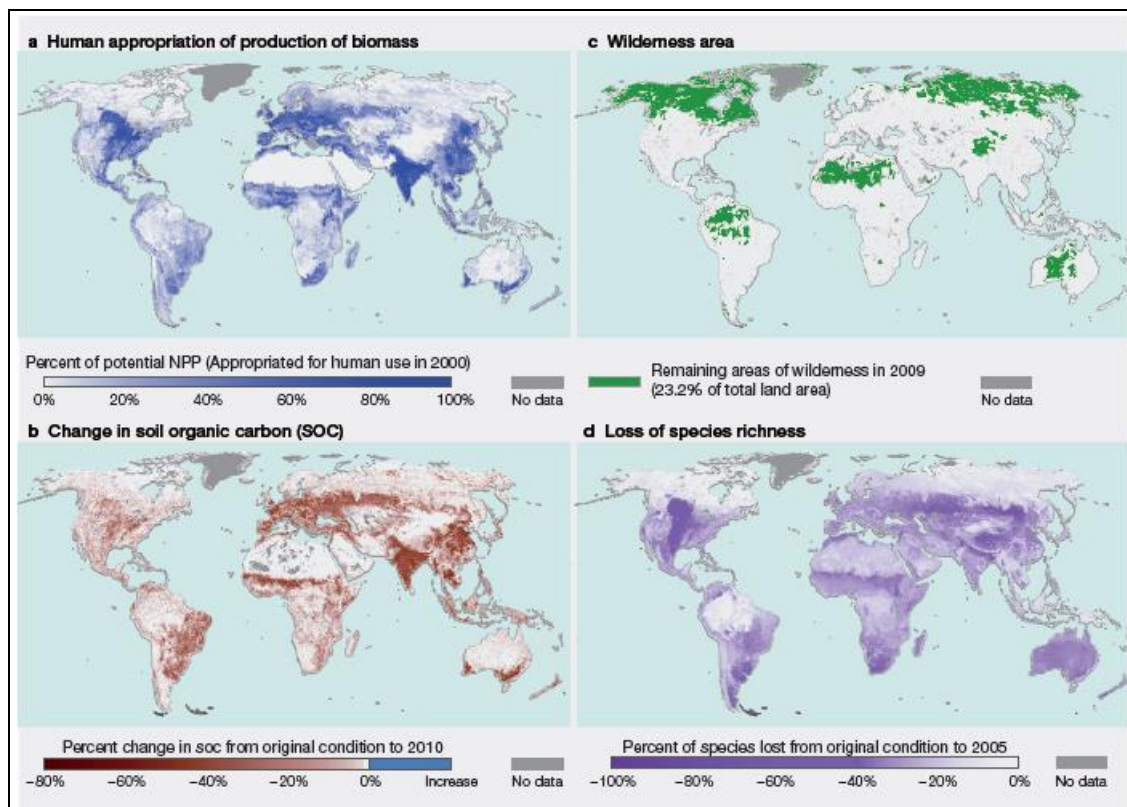 a Human appropriation of production of biomass
Percent of potential NPP (Appropriated for human use in 2000)
0% 20% 40% 60% 80% 100%
No data
c Wilderness area
Remaining areas of wilderness in 2009
(23.2% of total land area)
No data
b Change in soil organic carbon (SOC)
Percent change in soc from original condition to 2010
−80% −60% −40% −20% 0% Increase
No data
d Loss of species richness
Percent of species lost from original condition to 2005
−100% −80% −60% −40% −20% 0%
No data